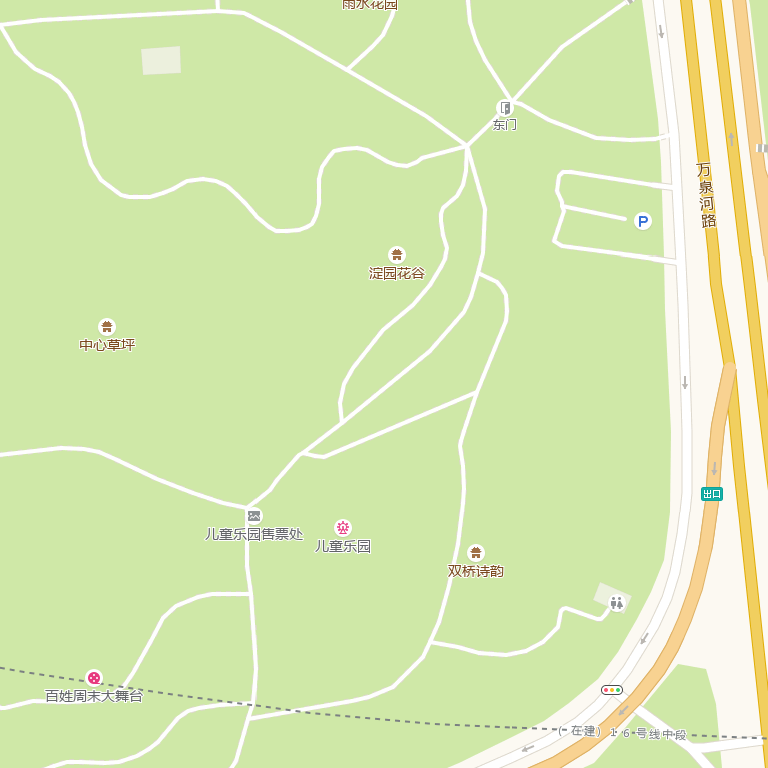 雨水花园
东门
万泉河路
P
淀园花谷
中心草坪
出口
儿童乐园售票处
儿童乐园
双桥诗韵
百姓周末大舞台
(在建) 16号线中段